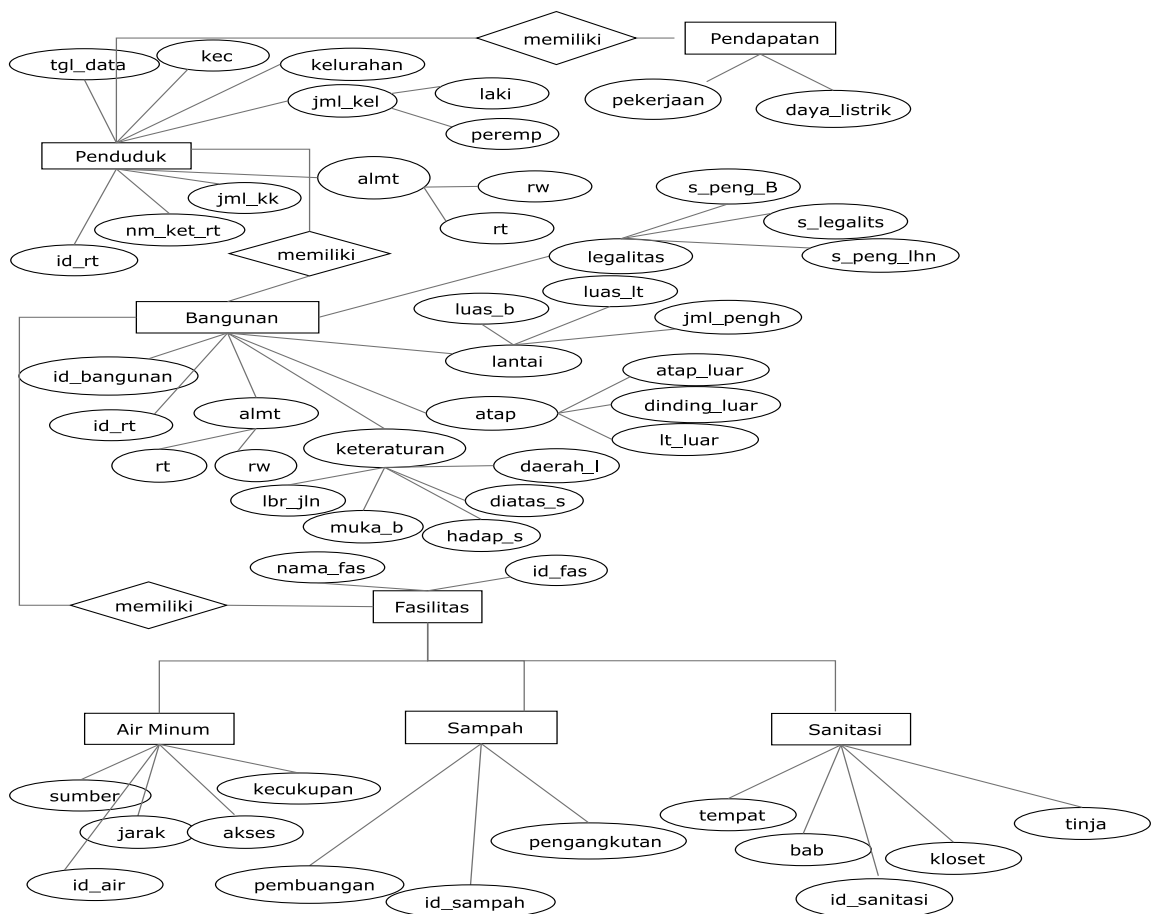 memiliki
Pendapatan
tgl_data
kec
kelurahan
jml_kel
laki
peremp
pekerjaan
daya_listrik
Penduduk
almt
rw
rt
jml_kk
nm_ket_rt
id_rt
memiliki
s_peng_B
s_legalits
s_peng_lhn
legalitas
Bangunan
luas_b
luas_lt
jml_pengh
lantai
id_bangunan
id_rt
almt
rt
rw
keteraturan
atap
atap_luar
dinding_luar
lt_luar
lbr_jln
muka_b
hadap_s
diatas_s
daerah_l
nama_fas
id_fas
memiliki
Fasilitas
Air Minum
Sampah
Sanitasi
sumber
jarak
akses
kecukupan
id_air
pembuangan
id_sampah
pengangkutan
tempat
bab
id_sanitasi
kloset
tinja